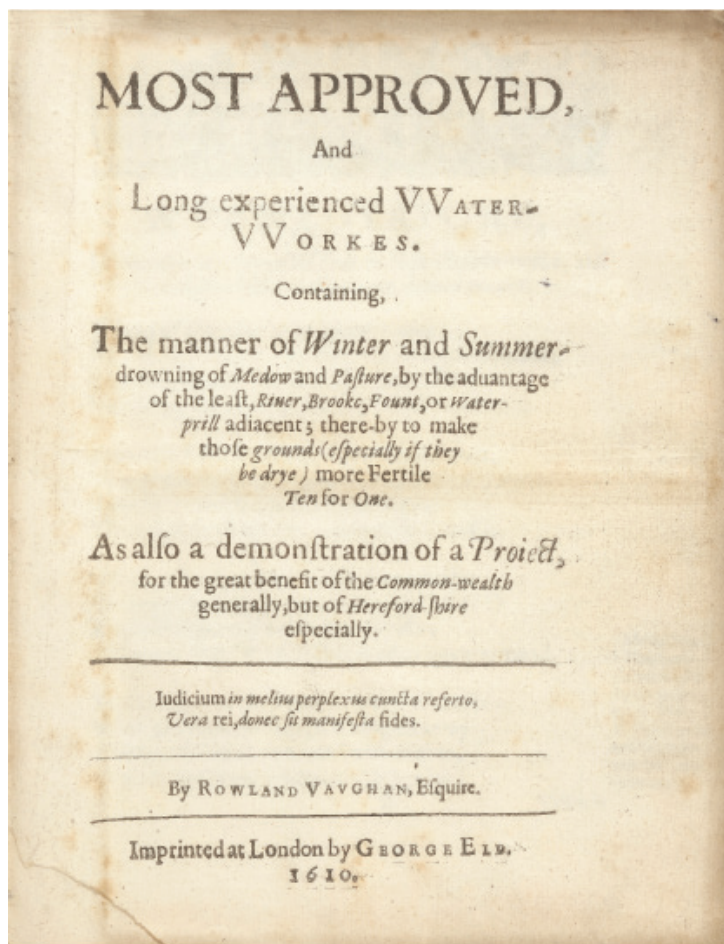 MOST APPROVED,
And
Long experienced VVATER-
VVORKES.
Containing,
The manner of Winter and Summer-
drowning of Medow and Paſture, by the aduantage
of the leaſt, Riuer, Brooke, Fount, or Water-
prill adiacent; there-by to make
thoſe grounds (eſpecially if they
be drye) more Fertile
Ten for One.
As alſo a demonſtration of a Proiect,
for the great benefit of the Common-wealth
generally, but of Hereford-ſhire
eſpecially.
Iudicium in melius perplexus cuncta referto,
Vera rei, donec ſit manifeſta fides.
By ROWLAND VAVGHAN, Eſquire.
Imprinted at London by GEORGE ELD.
1610.